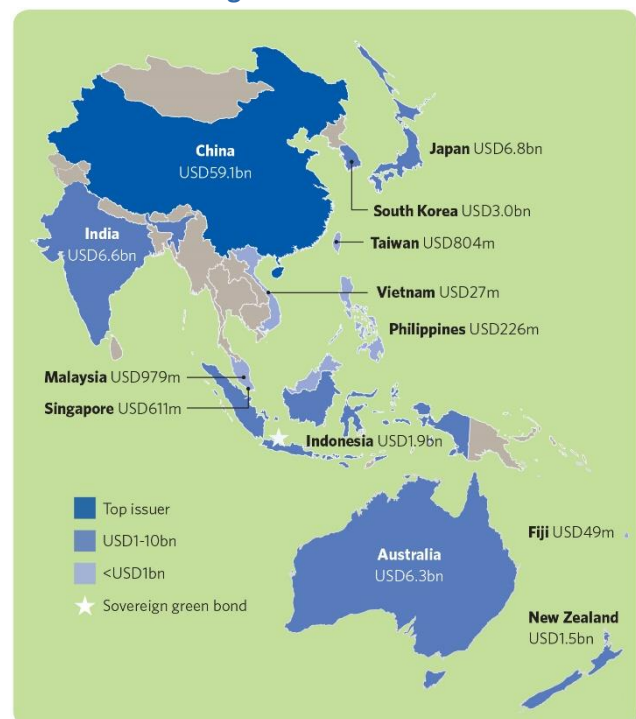 China
USD59.1bn
Japan USD6.8bn
South Korea USD3.0bn
India
USD6.6bn
Taiwan USD804m
Vietnam USD27m
Philippines USD226m
Malaysia USD979m
Singapore USD611m
Indonesia USD1.9bn
Top issuer
USD1-10bn
<USD1bn
Sovereign green bond
Australia
USD6.3bn
Fiji USD49m
New Zealand
USD1.5bn